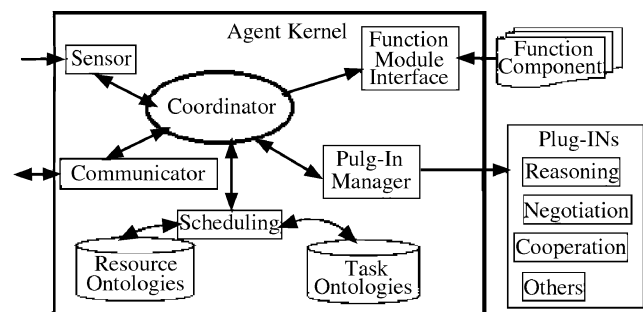 Agent Kernel
Sensor
Function
Module
Interface
Function
Component
Coordinator
Communicator
Pulg-In
Manager
Plug-INs
Reasoning
Negotiation
Cooperation
Others
Scheduling
Resource
Ontologies
Task
Ontologies